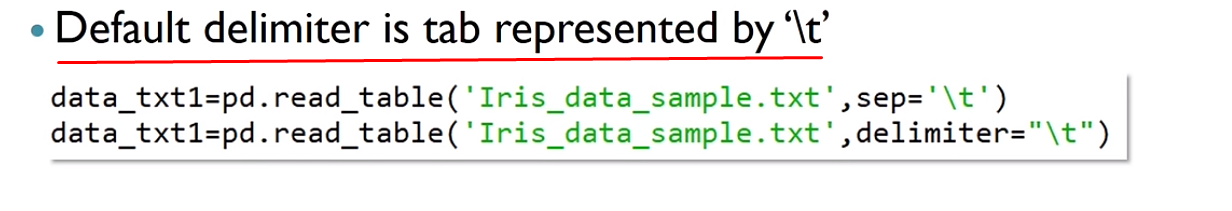 • Default delimiter is tab represented by ‘\t’
data_txt1=pd.read_table('Iris_data_sample.txt',sep='\t')
data_txt1=pd.read_table('Iris_data_sample.txt',delimiter="\t")